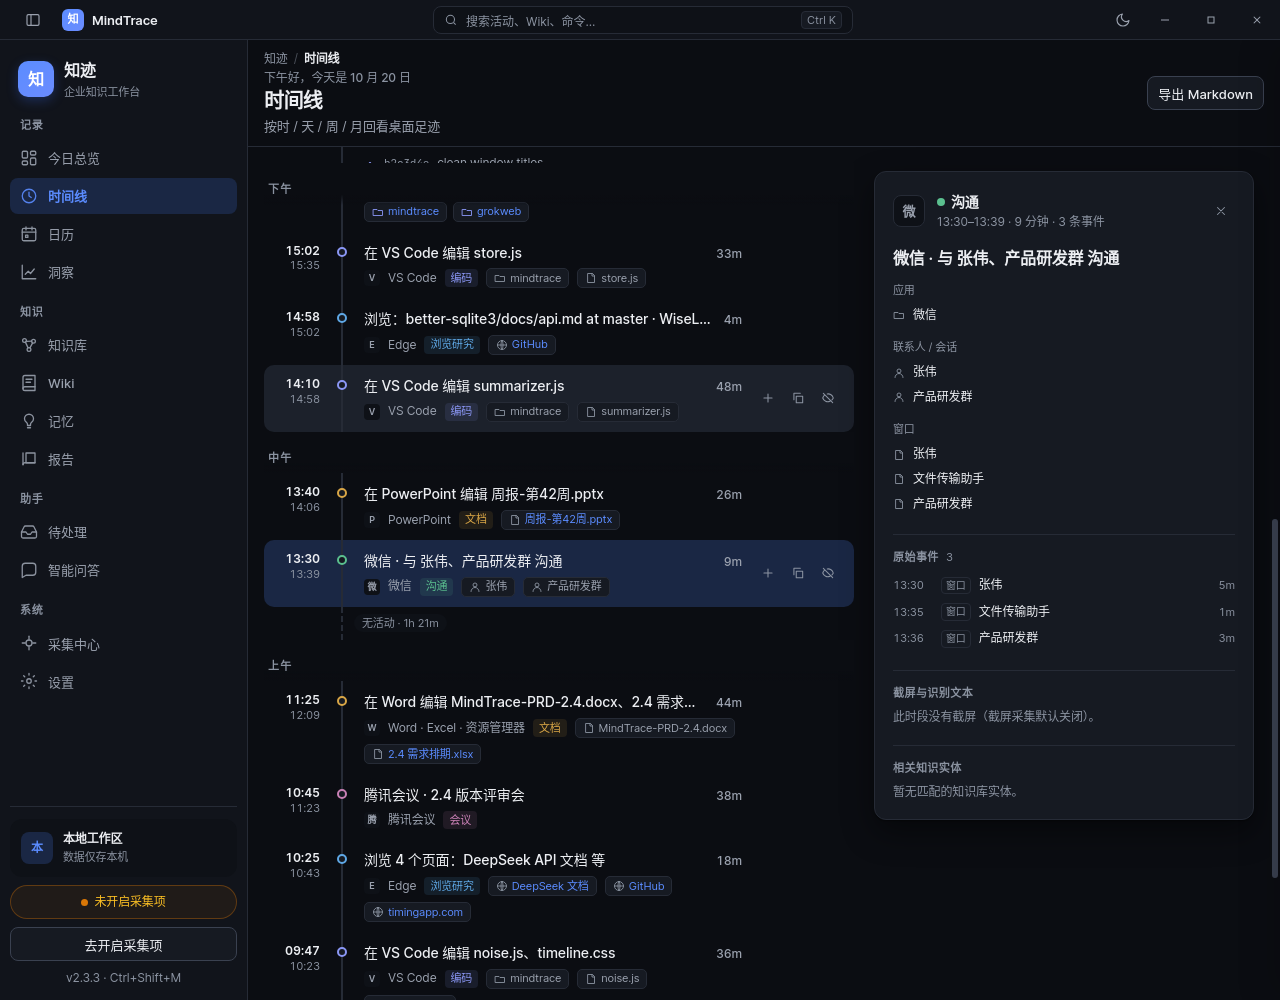 知 MindTrace
搜索活动、Wiki、命令... Ctrl K
知 知迹
企业知识工作台
记录
今日总览
时间线
日历
洞察
知识
知识库
Wiki
记忆
报告
助手
待处理
智能问答
系统
采集中心
设置
本 本地工作区
数据仅存本机
未开启采集项
去开启采集项
v2.3.3 · Ctrl+Shift+M
知迹 / 时间线
下午好，今天是 10 月 20 日
时间线
按时 / 天 / 周 / 月回看桌面足迹
导出 Markdown
clean window titles
下午
mindtrace grokweb
15:02 在 VS Code 编辑 store.js 33m
15:35 V VS Code 编码 mindtrace store.js
14:58 浏览：better-sqlite3/docs/api.md at master · WiseL... 4m
15:02 E Edge 浏览研究 GitHub
14:10 在 VS Code 编辑 summarizer.js 48m
14:58 V VS Code 编码 mindtrace summarizer.js
中午
13:40 在 PowerPoint 编辑 周报-第42周.pptx 26m
14:06 P PowerPoint 文档 周报-第42周.pptx
13:30 微信 · 与 张伟、产品研发群 沟通 9m
13:39 微 微信 沟通 张伟 产品研发群
无活动 · 1h 21m
上午
11:25 在 Word 编辑 MindTrace-PRD-2.4.docx、2.4 需求... 44m
12:09 W Word · Excel · 资源管理器 文档 MindTrace-PRD-2.4.docx
2.4 需求排期.xlsx
10:45 腾讯会议 · 2.4 版本评审会 38m
11:23 腾 腾讯会议 会议
10:25 浏览 4 个页面：DeepSeek API 文档 等 18m
10:43 E Edge 浏览研究 DeepSeek 文档 GitHub
timingapp.com
09:47 在 VS Code 编辑 noise.js、timeline.css 36m
10:23 V VS Code 编码 mindtrace noise.js
微 沟通
13:30–13:39 · 9 分钟 · 3 条事件
微信 · 与 张伟、产品研发群 沟通
应用
微信
联系人 / 会话
张伟
产品研发群
窗口
张伟
文件传输助手
产品研发群
原始事件 3
13:30 窗口 张伟 5m
13:35 窗口 文件传输助手 1m
13:36 窗口 产品研发群 3m
截屏与识别文本
此时段没有截屏（截屏采集默认关闭）。
相关知识实体
暂无匹配的知识库实体。